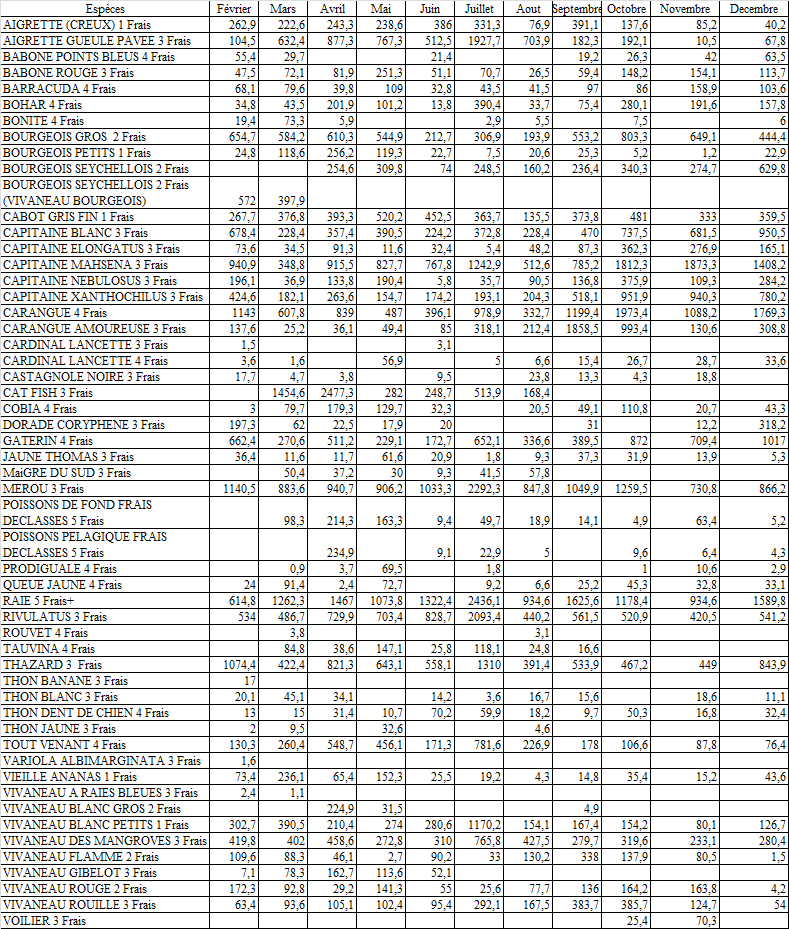 Espèces Février Mars Avril Mai Juin Juillet Aout Septembre Octobre Novembre Decembre
AIGRETTE (CREUX) 1 Frais 262,9 222,6 243,3 238,6 386 331,3 76,9 391,1 137,6 85,2 40,2
AIGRETTE GUEULE PAVEE 3 Frais 104,5 632,4 877,3 767,3 512,5 1927,7 703,9 182,3 192,1 10,5 67,8
BABONE POINTS BLEUS 4 Frais 55,4 29,7 21,4 19,2 26,3 42 63,5
BABONE ROUGE 3 Frais 47,5 72,1 81,9 251,3 51,1 70,7 26,5 59,4 148,2 154,1 113,7
BARRACUDA 4 Frais 68,1 79,6 39,8 109 32,8 43,5 41,5 97 86 158,9 103,6
BOHAR 4 Frais 34,8 43,5 201,9 101,2 13,8 390,4 33,7 75,4 280,1 191,6 157,8
BONITE 4 Frais 19,4 73,3 5,9 2,9 5,5 7,5 6
BOURGEOIS GROS 2 Frais 654,7 584,2 610,3 544,9 212,7 306,9 193,9 553,2 803,3 649,1 444,4
BOURGEOIS PETITS 1 Frais 24,8 118,6 256,2 119,3 22,7 7,5 20,6 25,3 5,2 1,2 22,9
BOURGEOIS SEYCHELLOIS 2 Frais 254,6 309,8 74 248,5 160,2 236,4 340,3 274,7 629,8
BOURGEOIS SEYCHELLOIS 2 Frais
(VIVANEAU BOURGEOIS) 572 397,9
CABOT GRIS FIN 1 Frais 267,7 376,8 393,3 520,2 452,5 363,7 135,5 373,8 481 333 359,5
CAPITAINE BLANC 3 Frais 678,4 228,4 357,4 390,5 224,2 372,8 228,4 470 737,5 681,5 950,5
CAPITAINE ELONGATUS 3 Frais 73,6 34,5 91,3 11,6 32,4 5,4 48,2 87,3 362,3 276,9 165,1
CAPITAINE MAHSENA 3 Frais 940,9 348,8 915,5 827,7 767,8 1242,9 512,6 785,2 1812,3 1873,3 1408,2
CAPITAINE NEBULOSUS 3 Frais 196,1 36,9 133,8 190,4 5,8 35,7 90,5 136,8 375,9 109,3 284,2
CAPITAINE XANTHOCHILUS 3 Frais 424,6 182,1 263,6 154,7 174,2 193,1 204,3 518,1 951,9 940,3 780,2
CARANGUE 4 Frais 1143 607,8 839 487 396,1 978,9 332,7 1199,4 1973,4 1088,2 1769,3
CARANGUE AMOUREUSE 3 Frais 137,6 25,2 36,1 49,4 85 318,1 212,4 1858,5 993,4 130,6 308,8
CARDINAL LANCETTE 3 Frais 1,5 3,1
CARDINAL LANCETTE 4 Frais 3,6 1,6 56,9 5 6,6 15,4 26,7 28,7 33,6
CASTAGNOLE NOIRE 3 Frais 17,7 4,7 3,8 9,5 23,8 13,3 4,3 18,8
CAT FISH 3 Frais 1454,6 2477,3 282 248,7 513,9 168,4
COBIA 4 Frais 3 79,7 179,3 129,7 32,3 20,5 49,1 110,8 20,7 43,3
DORADE CORYPHENE 3 Frais 197,3 62 22,5 17,9 20 31 12,2 318,2
GATERIN 4 Frais 662,4 270,6 511,2 229,1 172,7 652,1 336,6 389,5 872 709,4 1017
JAUNE THOMAS 3 Frais 36,4 11,6 11,7 61,6 20,9 1,8 9,3 37,3 31,9 13,9 5,3
MaiGRE DU SUD 3 Frais 50,4 37,2 30 9,3 41,5 57,8
MEROU 3 Frais 1140,5 883,6 940,7 906,2 1033,3 2292,3 847,8 1049,9 1259,5 730,8 866,2
POISSONS DE FOND FRAIS
DECLASSES 5 Frais 98,3 214,3 163,3 9,4 49,7 18,9 14,1 4,9 63,4 5,2
POISSONS PELAGIQUE FRAIS
DECLASSES 5 Frais 234,9 9,1 22,9 5 9,6 6,4 4,3
PRODIGUALE 4 Frais 0,9 3,7 69,5 1,8 1 10,6 2,9
QUEUE JAUNE 4 Frais 24 91,4 2,4 72,7 9,2 6,6 25,2 45,3 32,8 33,1
RAIE 5 Frais+ 614,8 1262,3 1467 1073,8 1322,4 2436,1 934,6 1625,6 1178,4 934,6 1589,8
RIVULATUS 3 Frais 534 486,7 729,9 703,4 828,7 2093,4 440,2 561,5 520,9 420,5 541,2
ROUVET 4 Frais 3,8 3,1
TAUVINA 4 Frais 84,8 38,6 147,1 25,8 118,1 24,8 16,6
THAZARD 3 Frais 1074,4 422,4 821,3 643,1 558,1 1310 391,4 533,9 467,2 449 843,9
THON BANANE 3 Frais 17
THON BLANC 3 Frais 20,1 45,1 34,1 14,2 3,6 16,7 15,6 18,6 11,1
THON DENT DE CHIEN 4 Frais 13 15 31,4 10,7 70,2 59,9 18,2 9,7 50,3 16,8 32,4
THON JAUNE 3 Frais 2 9,5 32,6 4,6
TOUT VENANT 4 Frais 130,3 260,4 548,7 456,1 171,3 781,6 226,9 178 106,6 87,8 76,4
VARIOLA ALBIMARGINATA 3 Frais 1,6
VIEILLE ANANAS 1 Frais 73,4 236,1 65,4 152,3 25,5 19,2 4,3 14,8 35,4 15,2 43,6
VIVANEAU A RAIES BLEUES 3 Frais 2,4 1,1
VIVANEAU BLANC GROS 2 Frais 224,9 31,5 4,9
VIVANEAU BLANC PETITS 1 Frais 302,7 390,5 210,4 274 280,6 1170,2 154,1 167,4 154,2 80,1 126,7
VIVANEAU DES MANGROVES 3 Frais 419,8 402 458,6 272,8 310 765,8 427,5 279,7 319,6 233,1 280,4
VIVANEAU FLAMME 2 Frais 109,6 88,3 46,1 2,7 90,2 33 130,2 338 137,9 80,5 1,5
VIVANEAU GIBELOT 3 Frais 7,1 78,3 162,7 113,6 52,1
VIVANEAU ROUGE 2 Frais 172,3 92,8 29,2 141,3 55 25,6 77,7 136 164,2 163,8 4,2
VIVANEAU ROUILLE 3 Frais 63,4 93,6 105,1 102,4 95,4 292,1 167,5 383,7 385,7 124,7 54
VOILIER 3 Frais 25,4 70,3